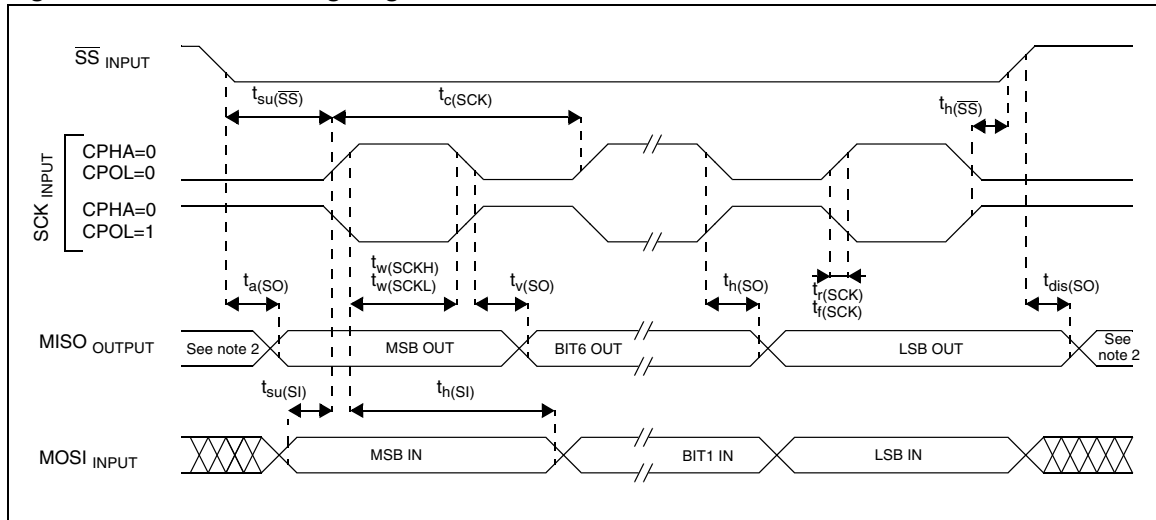 SS INPUT
tsu(SS)
tc(SCK)
th(SS)
SCK INPUT
CPHA=0
CPOL=0
CPHA=0
CPOL=1
ta(SO)
tw(SCKH)
tw(SCKL)
tv(SO)
th(SO)
tr(SCK)
tf(SCK)
tdis(SO)
MISO OUTPUT
See note 2
MSB OUT
BIT6 OUT
LSB OUT
See
note 2
tsu(SI)
th(SI)
MOSI INPUT
MSB IN
BIT1 IN
LSB IN